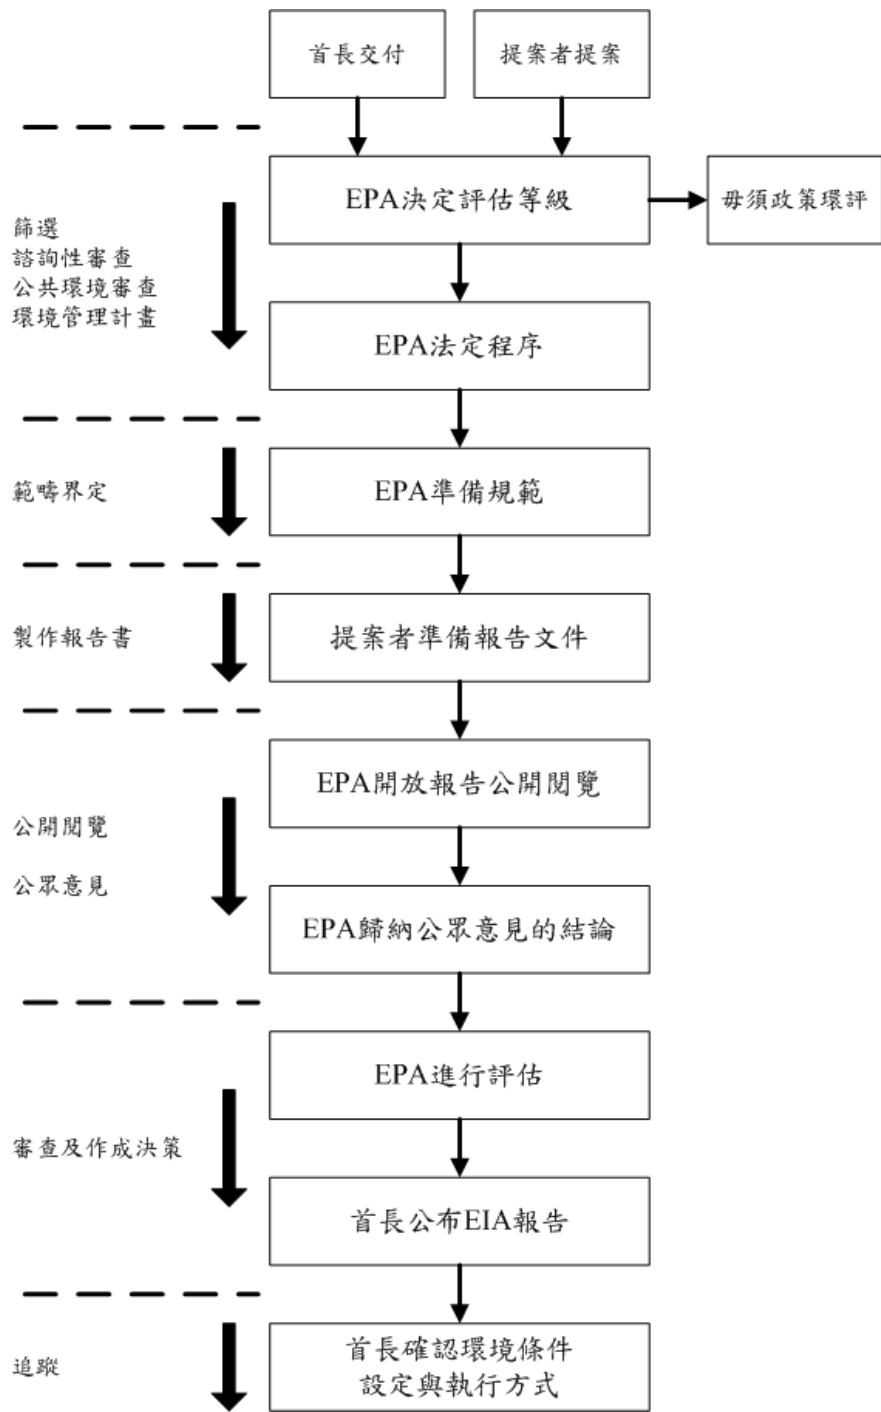 首長交付
提案者提案
EPA決定評估等級
毋須政策環評
篩選
諮詢性審查
公共環境審查
環境管理計畫
EPA法定程序
範疇界定
EPA準備規範
製作報告書
提案者準備報告文件
EPA開放報告公開閱覽
公開閱覽
公眾意見
EPA歸納公眾意見的結論
EPA進行評估
審查及作成決策
首長公布EIA報告
追蹤
首長確認環境條件
設定與執行方式